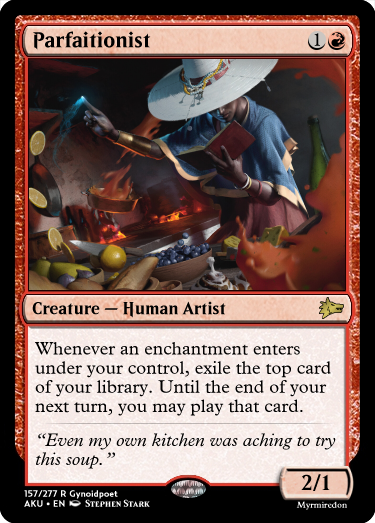 Parfaitionist 1
Creature — Human Artist
Whenever an enchantment enters
under your control, exile the top card
of your library. Until the end of your
next turn, you may play that card.
“Even my own kitchen was aching to try
this soup.”
2/1
157/277 R Gynoidpoet
AKU • EN STEPHEN STARK
Myrmiredon